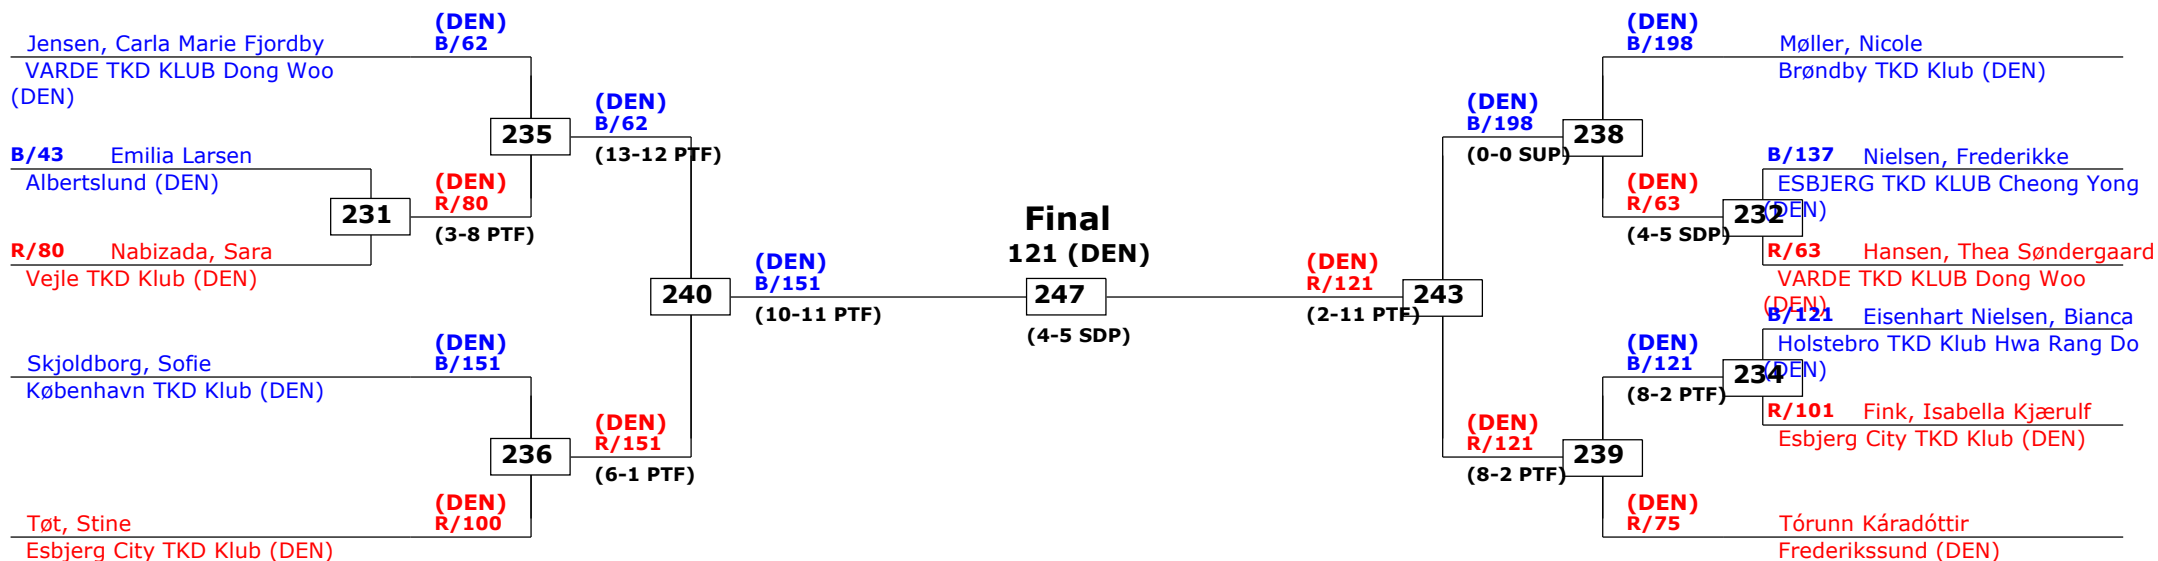 (DEN)
Jensen, Carla Marie Fjordby B/62
VARDE TKD KLUB Dong Woo
(DEN)
(DEN)
B/62
235
(13-12 PTF)
B/43 Emilia Larsen
Albertslund (DEN)
(DEN)
R/80
231
(3-8 PTF)
R/80 Nabizada, Sara
Vejle TKD Klub (DEN)
(DEN)
B/151
240
(10-11 PTF)
(DEN)
Skjoldborg, Sofie B/151
København TKD Klub (DEN)
(DEN)
R/151
236
(6-1 PTF)
(DEN)
Tøt, Stine R/100
Esbjerg City TKD Klub (DEN)
Final
121 (DEN)
247
(4-5 SDP)
(DEN)
B/198 Møller, Nicole
Brøndby TKD Klub (DEN)
(DEN)
B/198
238
(0-0 SUP)
B/137 Nielsen, Frederikke
ESBJERG TKD KLUB Cheong Yong
(DEN)
(DEN)
R/63
232
(4-5 SDP)
R/63 Hansen, Thea Søndergaard
VARDE TKD KLUB Dong Woo
(DEN)
(DEN)
R/121
243
(2-11 PTF)
B/121 Eisenhart Nielsen, Bianca
Holstebro TKD Klub Hwa Rang Do
(DEN)
(DEN)
B/121
234
(8-2 PTF)
R/101 Fink, Isabella Kjærulf
Esbjerg City TKD Klub (DEN)
(DEN)
R/121
239
(8-2 PTF)
(DEN)
R/75 Tórunn Káradóttir
Frederikssund (DEN)